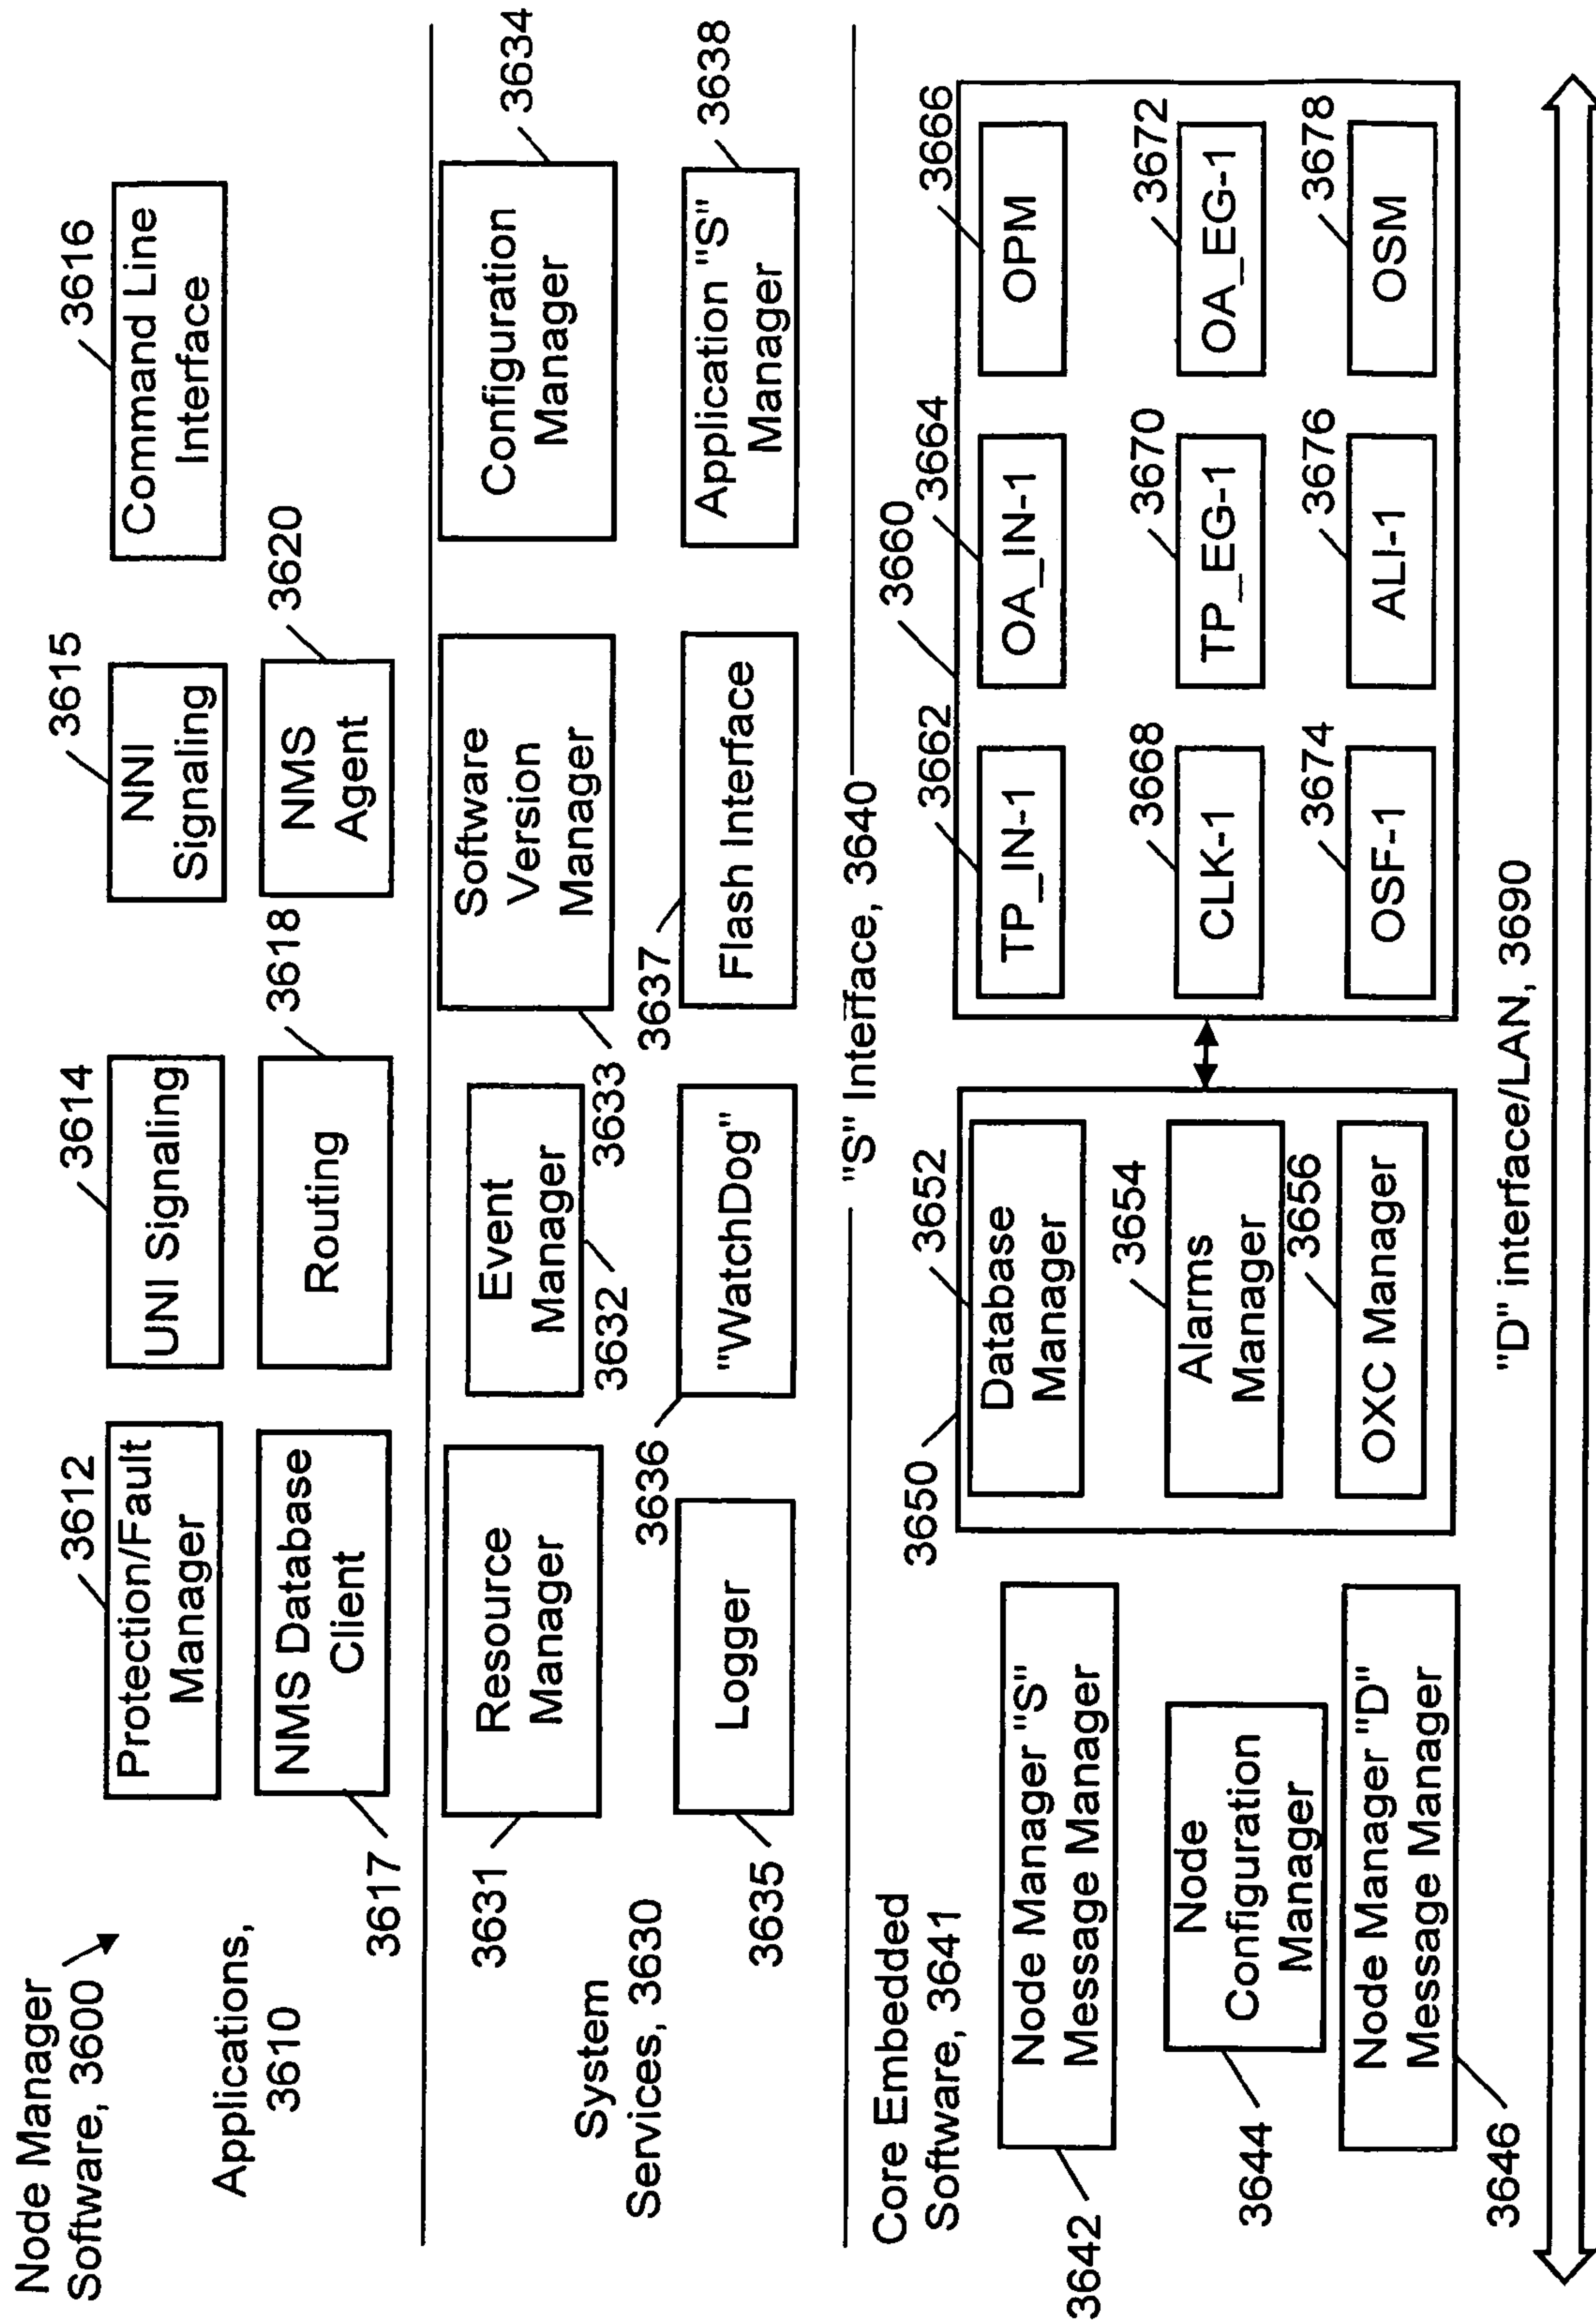 Node Manager
Software, 3600
Applications,
3610
3612
Protection/Fault
Manager
3614
UNI Signaling
3615
NNI
Signaling
3616
Command Line
Interface
3617
NMS Database
Client
3618
Routing
3620
NMS
Agent
System
Services, 3630
3631
Resource
Manager
Event
Manager
3632
Software
Version
Manager
3633
Configuration
Manager
3634
3635
Logger
3636
"WatchDog"
3637
Flash Interface
Application "S"
Manager
3638
"S" Interface, 3640
Core Embedded
Software, 3641
3642
Node Manager "S"
Message Manager
3644
Node
Configuration
Manager
3646
Node Manager "D"
Message Manager
3650
3652
Database
Manager
3654
Alarms
Manager
3656
OXC Manager
3660
3662
TP_IN-1
3664
OA_IN-1
3666
OPM
3668
CLK-1
3670
TP_EG-1
3672
OA_EG-1
3674
OSF-1
3676
ALI-1
3678
OSM
"D" interface/LAN, 3690